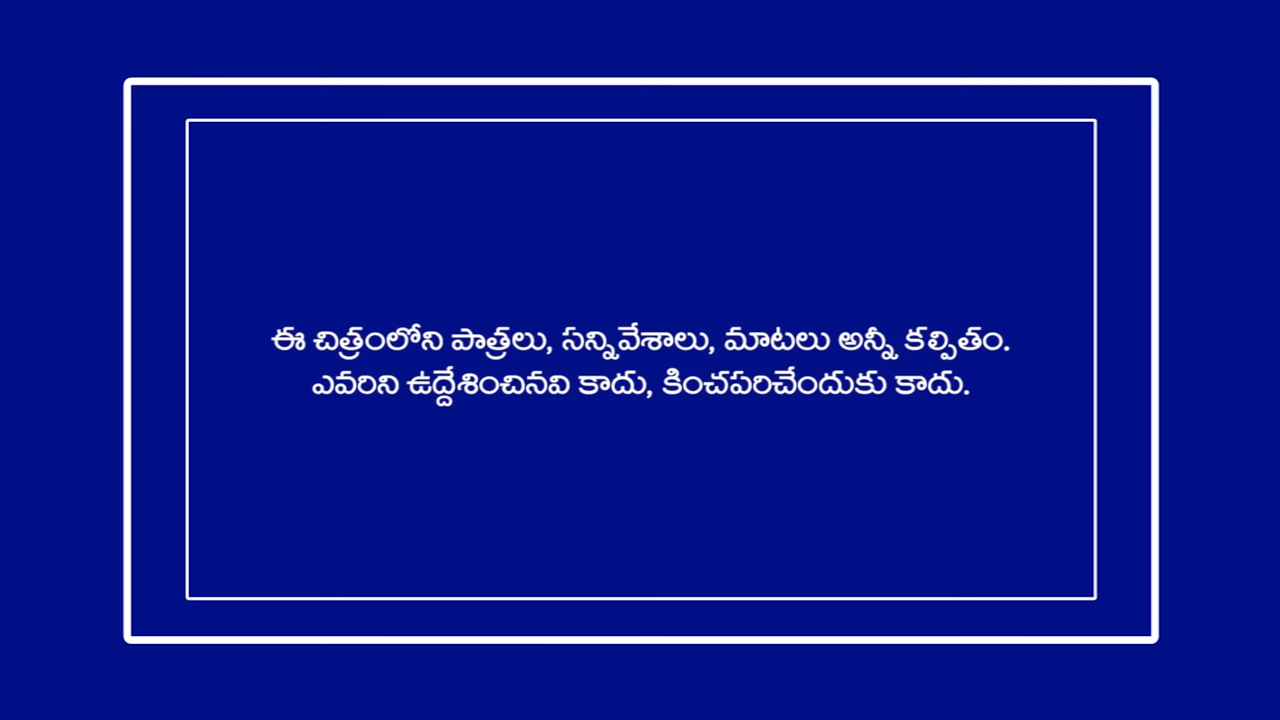 ఈ చిత్రంలోని పాత్రలు, సన్నివేశాలు, మాటలు అన్నీ కల్పితం.
ఎవరిని ఉద్దేశించినవి కాదు, కించపరిచేందుకు కాదు.